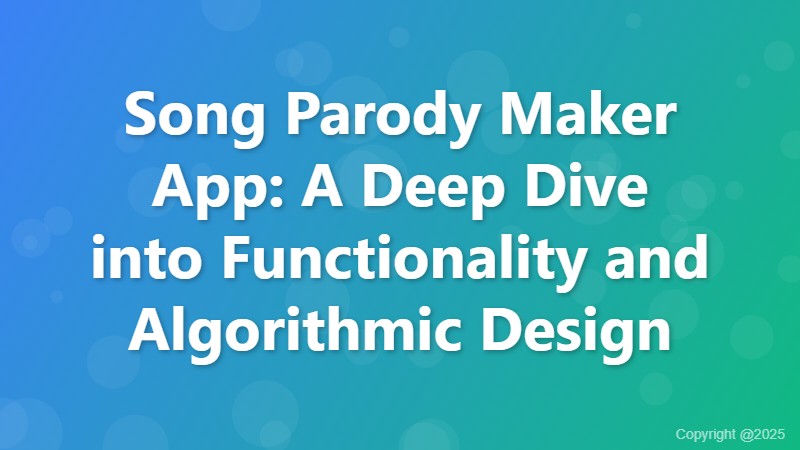 Song Parody Maker
App: A Deep Dive
into Functionality and
Algorithmic Design
Copyright @2025